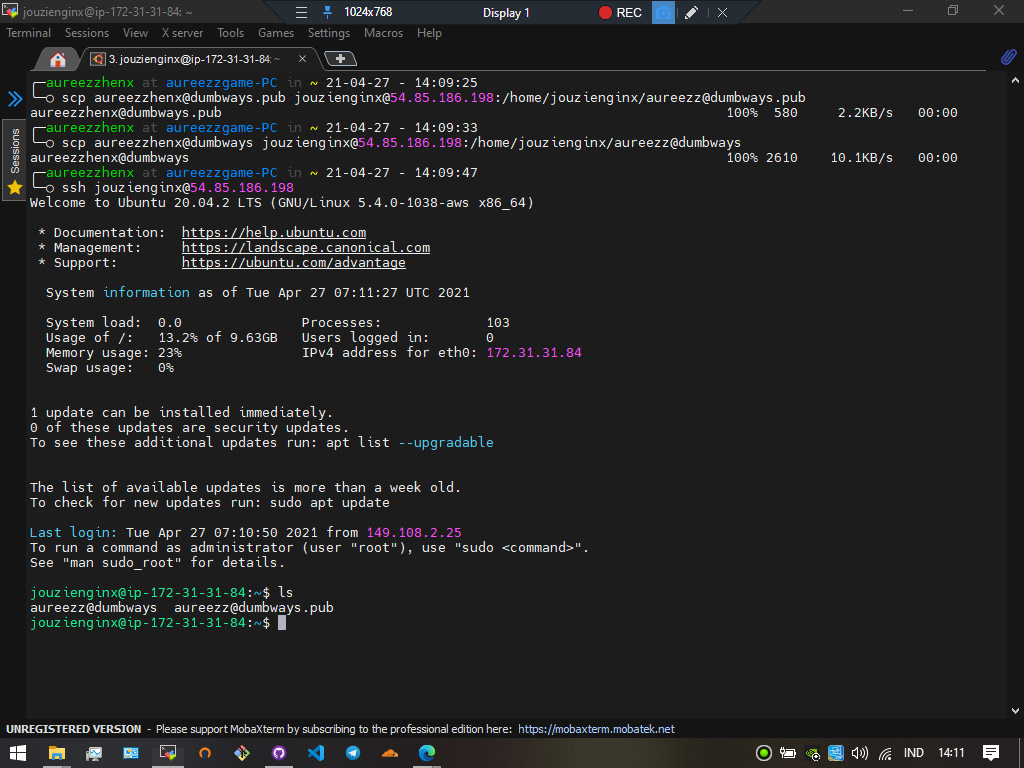 jouzienginx@ip-172-31-31-84: ~
1024x768
Display 1
REC
Terminal Sessions View X server Tools Games Settings Macros Help
3. jouzienginx@ip-172-31-31-84: ~
Sessions
aureezzhenx at aureezzgame-PC in ~ 21-04-27 - 14:09:25
scp aureezzhenx@dumbways.pub jouzienginx@54.85.186.198:/home/jouzienginx/aureezz@dumbways.pub
aureezzhenx@dumbways.pub 100% 580 2.2KB/s 00:00
aureezzhenx at aureezzgame-PC in ~ 21-04-27 - 14:09:33
scp aureezzhenx@dumbways jouzienginx@54.85.186.198:/home/jouzienginx/aureezz@dumbways
aureezzhenx@dumbways 100% 2610 10.1KB/s 00:00
aureezzhenx at aureezzgame-PC in ~ 21-04-27 - 14:09:47
ssh jouzienginx@54.85.186.198
Welcome to Ubuntu 20.04.2 LTS (GNU/Linux 5.4.0-1038-aws x86_64)
* Documentation: https://help.ubuntu.com
* Management: https://landscape.canonical.com
* Support: https://ubuntu.com/advantage
System information as of Tue Apr 27 07:11:27 UTC 2021
System load: 0.0 Processes: 103
Usage of /: 13.2% of 9.63GB Users logged in: 0
Memory usage: 23% IPv4 address for eth0: 172.31.31.84
Swap usage: 0%
1 update can be installed immediately.
0 of these updates are security updates.
To see these additional updates run: apt list --upgradable
The list of available updates is more than a week old.
To check for new updates run: sudo apt update
Last login: Tue Apr 27 07:10:50 2021 from 149.108.2.25
To run a command as administrator (user "root"), use "sudo <command>".
See "man sudo_root" for details.
jouzienginx@ip-172-31-31-84:~$ ls
aureezz@dumbways aureezz@dumbways.pub
jouzienginx@ip-172-31-31-84:~$
UNREGISTERED VERSION - Please support MobaXterm by subscribing to the professional edition here: https://mobaxterm.mobatek.net
IND 14:11